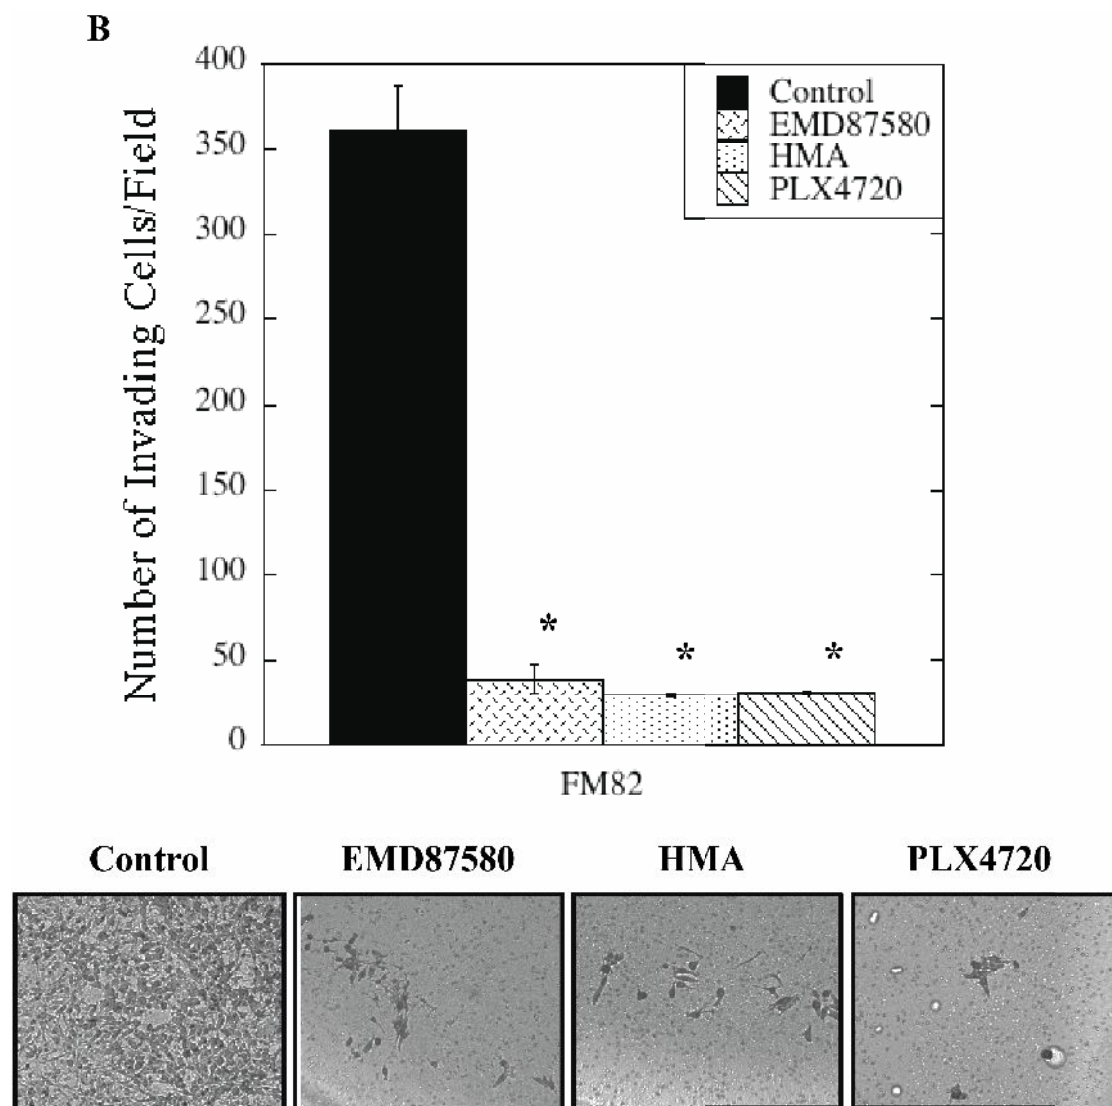 B
400
350
300
250
200
150
100
50
0
Number of Invading Cells/Field
Control
EMD87580
HMA
PLX4720
*
*
*
FM82
Control EMD87580 HMA PLX4720